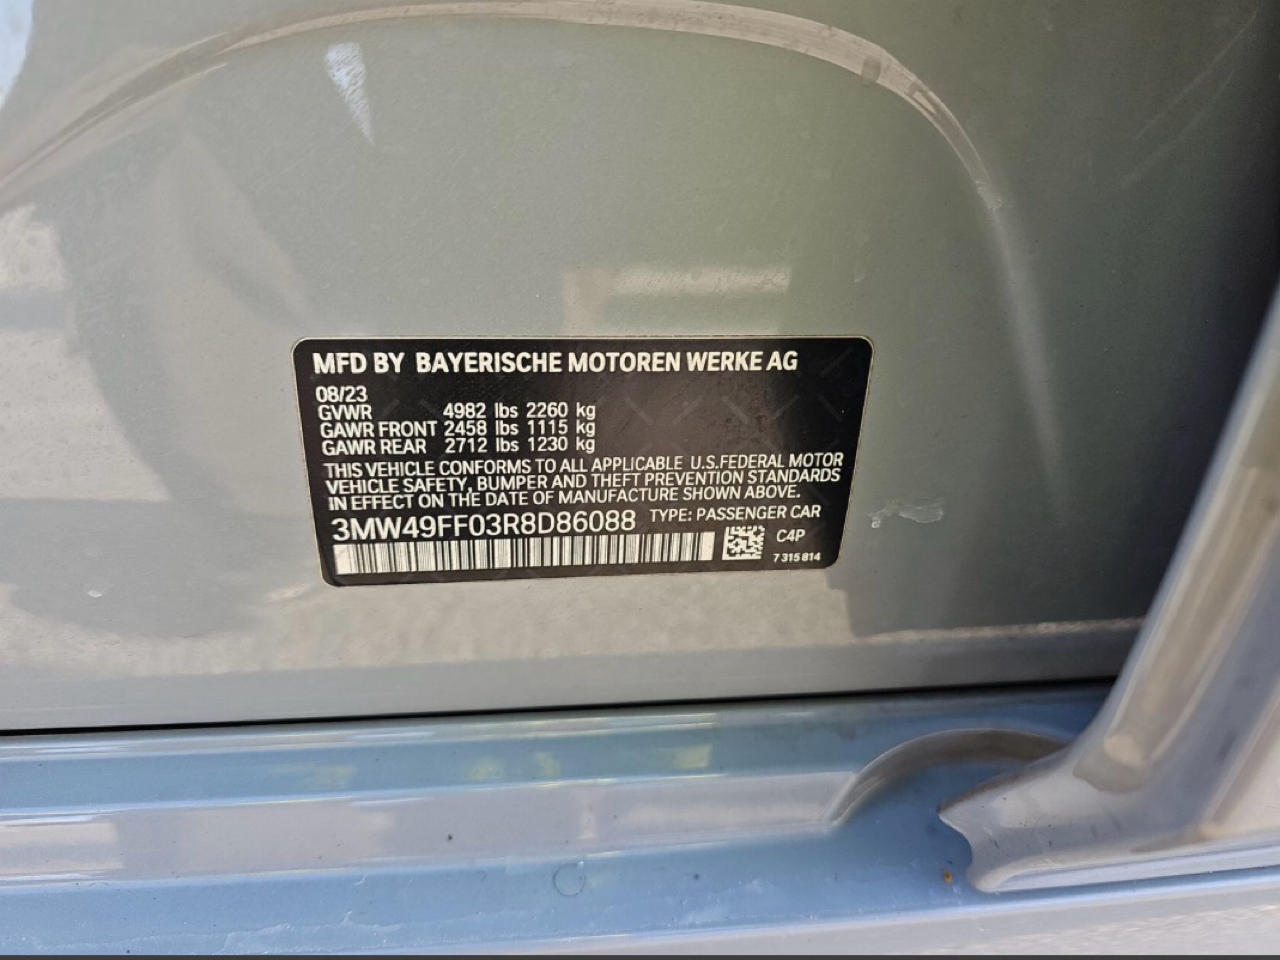 MFD BY BAYERISCHE MOTOREN WERKE AG
08/23
GVWR 4982 lbs 2260 kg
GAWR FRONT 2458 lbs 1115 kg
GAWR REAR 2712 lbs 1230 kg
THIS VEHICLE CONFORMS TO ALL APPLICABLE U.S.FEDERAL MOTOR
VEHICLE SAFETY, BUMPER AND THEFT PREVENTION STANDARDS
IN EFFECT ON THE DATE OF MANUFACTURE SHOWN ABOVE.
3MW49FF03R8D86088 TYPE: PASSENGER CAR
C4P
7 315 814